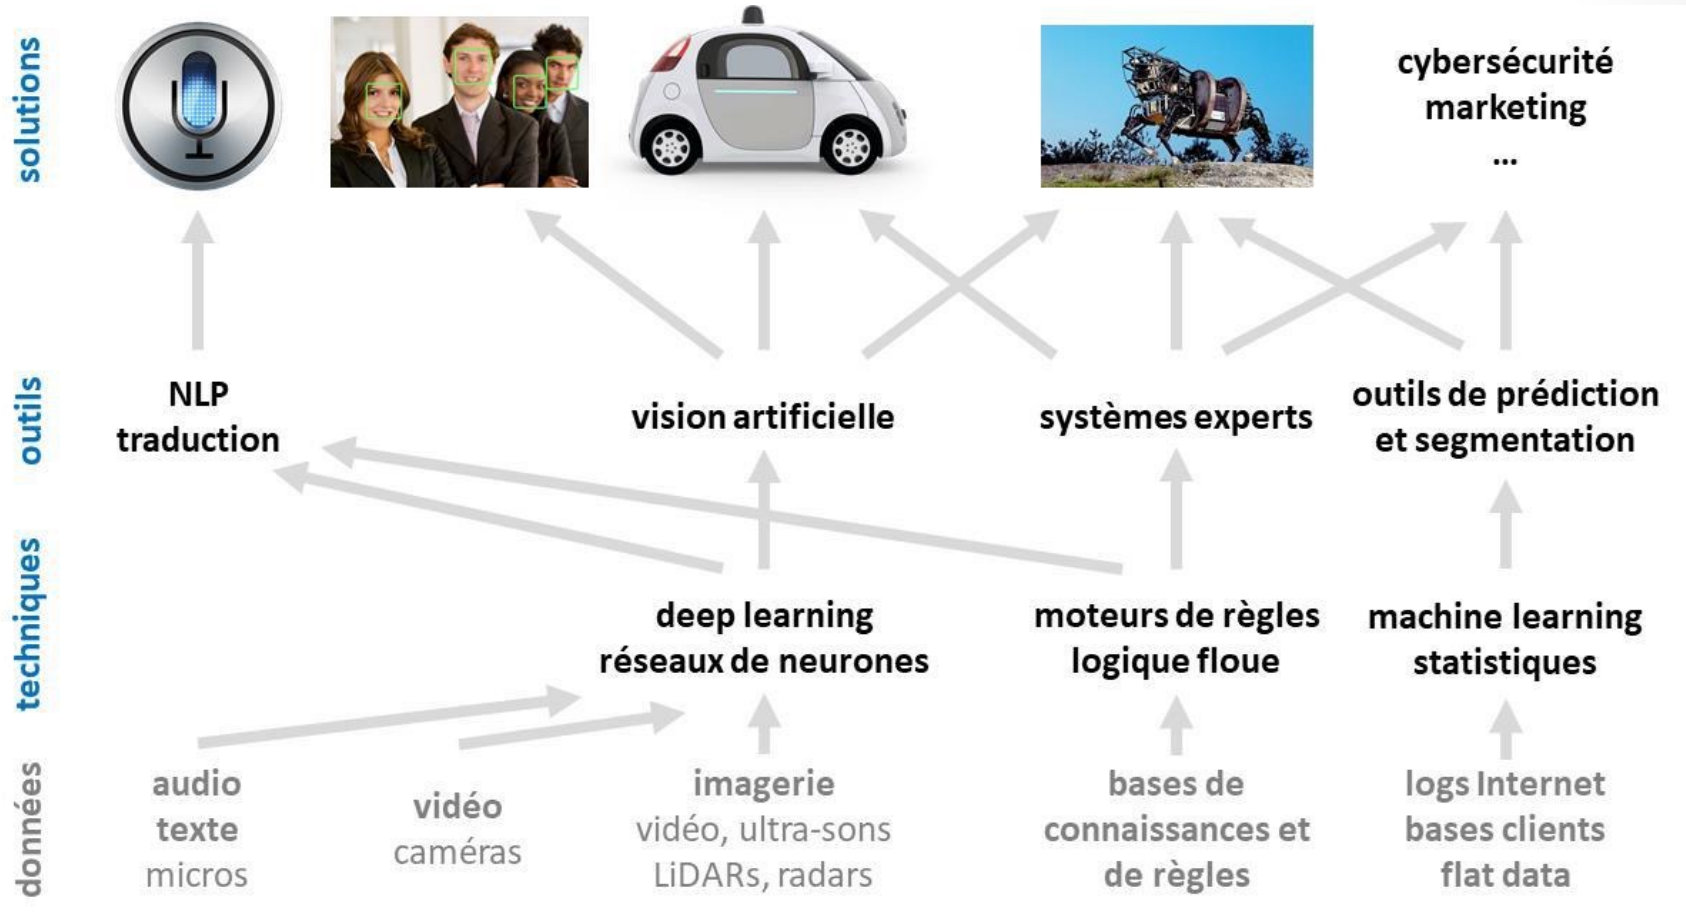 solutions
cybersécurité
marketing
...
outils
NLP
traduction
vision artificielle
systèmes experts
outils de prédiction
et segmentation
techniques
deep learning
réseaux de neurones
moteurs de règles
logique floue
machine learning
statistiques
données
audio
texte
micros
vidéo
caméras
imagerie
vidéo, ultra-sons
LiDARs, radars
bases de
connaissances et
de règles
logs Internet
bases clients
flat data